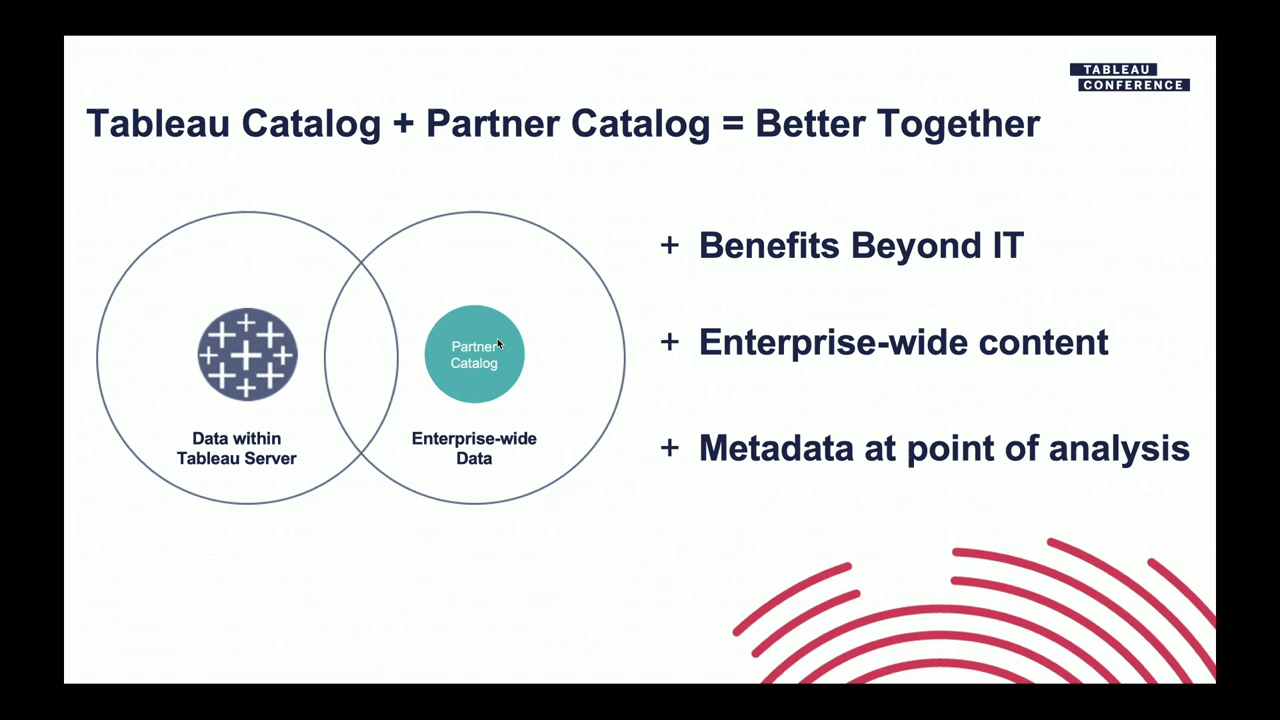 TABLEAU
CONFERENCE
Tableau Catalog + Partner Catalog = Better Together
Partner
Catalog
Data within
Tableau Server
Enterprise-wide
Data
+ Benefits Beyond IT
+ Enterprise-wide content
+ Metadata at point of analysis